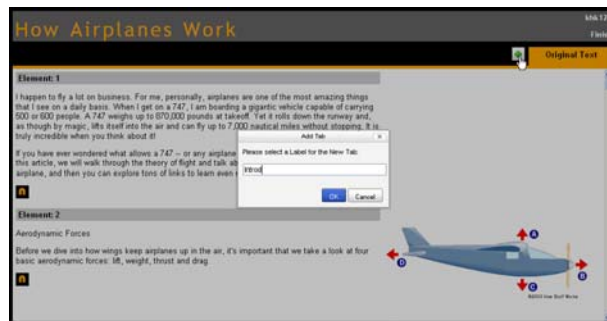 How Airplanes Work
khk12
Finis
Original Text
Element: 1
I happen to fly a lot on business. For me, personally, airplanes are one of the most amazing things
that I see on a daily basis. When I get on a 747, I am boarding a gigantic vehicle capable of carrying
500 or 600 people. A 747 weighs up to 870,000 pounds at takeoff. Yet it rolls down the runway and,
as though by magic, lifts itself into the air and can fly up to 7,000 nautical miles without stopping. It is
truly incredible when you think about it!
If you have ever wondered what allows a 747 -- or any airplane
this article, we will walk through the theory of flight and talk ab
airplane, and then you can explore tons of links to learn even
Add Tab
Please select a Label for the New Tab:
Introd
OK
Cancel
Element: 2
Aerodynamic Forces
Before we dive into how wings keep airplanes up in the air, it's important that we take a look at four
basic aerodynamic forces: lift, weight, thrust and drag.
A
B
C
D